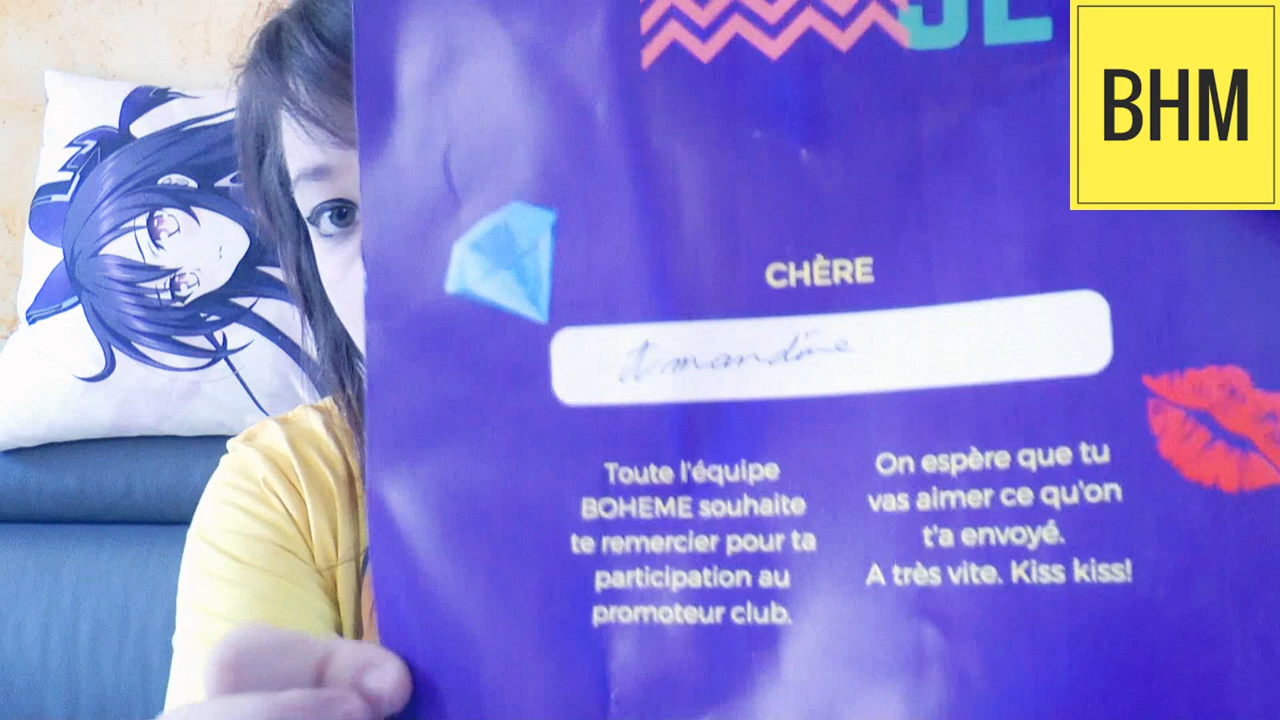 BHM
CHÈRE
Amandine
Toute l'équipe
BOHEME souhaite
te remercier pour ta
participation au
promoteur club.
On espère que tu
vas aimer ce qu'on
t'a envoyé.
A très vite. Kiss kiss!